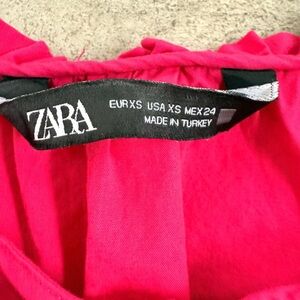 ZARA
EUR XS USA XS MEX 24
MADE IN TURKEY